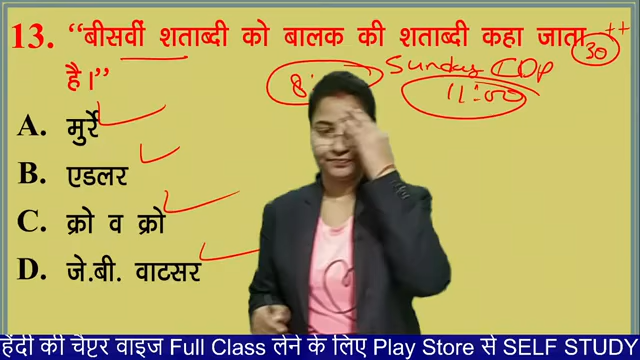 13. “बीसवीं शताब्दी को बालक की शताब्दी कहा जाता
है।”
30 ++
Sunday CDP
8:
11:00
A. मुर्रे
B. एडलर
C. क्रो व क्रो
D. जे.बी. वाटसर
हेंदी की चैप्टर वाइज Full Class लेने के लिए Play Store से SELF STUDY